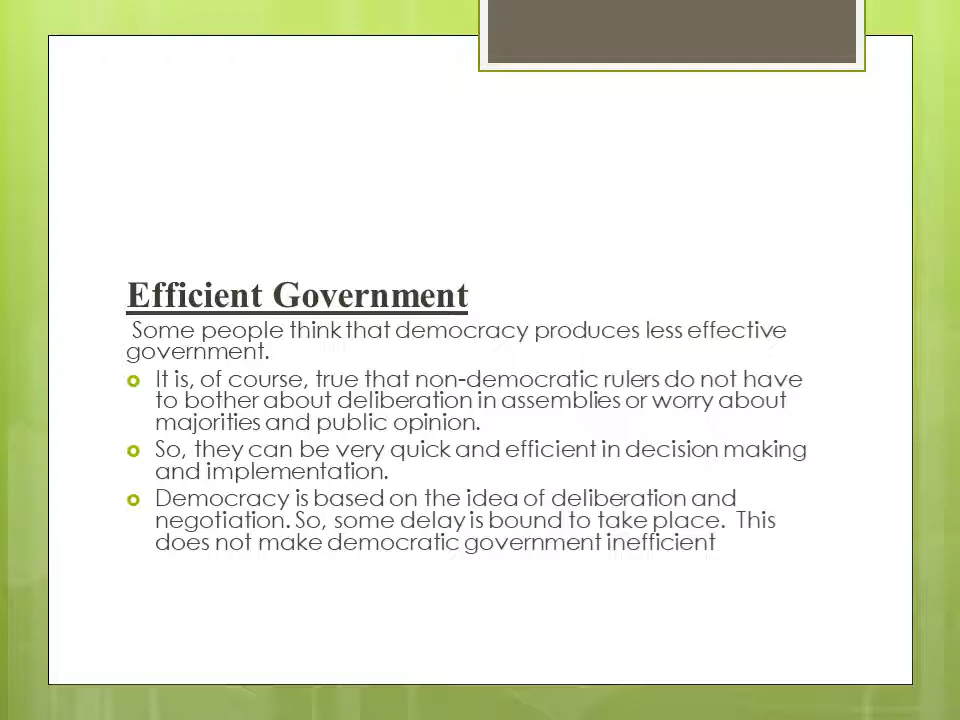 Efficient Government
Some people think that democracy produces less effective
government.
It is, of course, true that non-democratic rulers do not have
to bother about deliberation in assemblies or worry about
majorities and public opinion.
So, they can be very quick and efficient in decision making
and implementation.
Democracy is based on the idea of deliberation and
negotiation. So, some delay is bound to take place. This
does not make democratic government inefficient